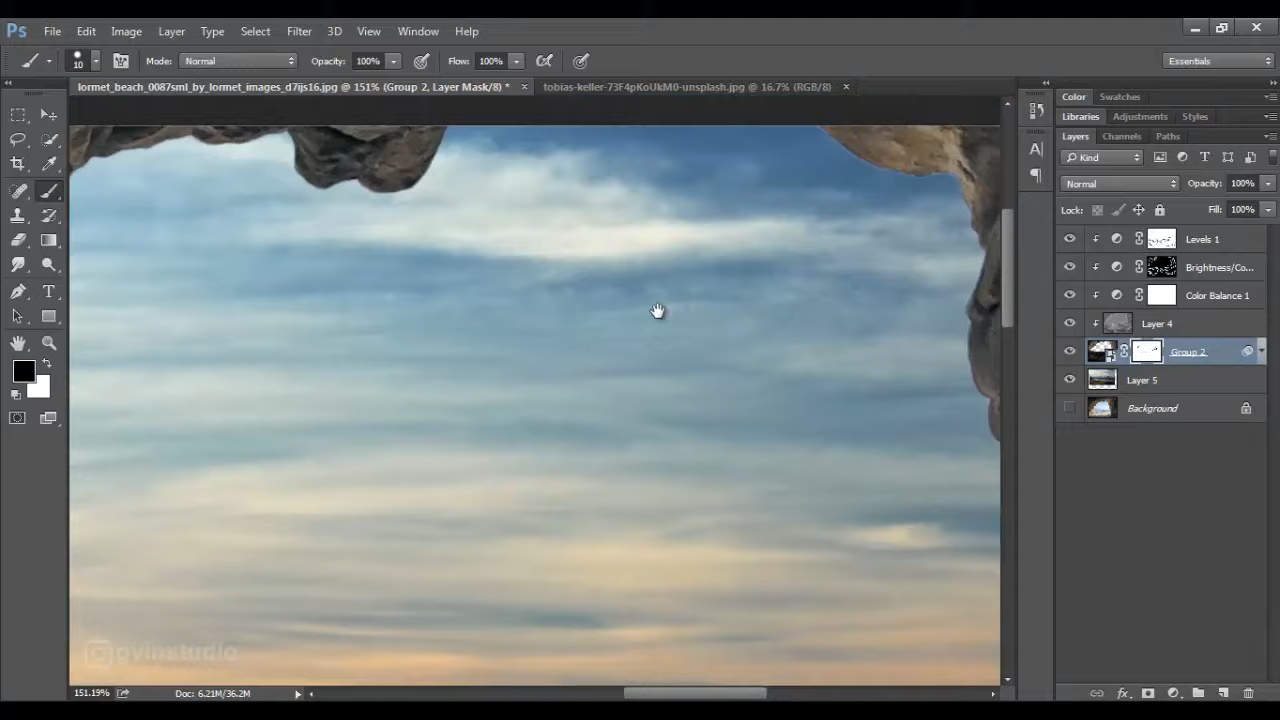 Ps File Edit Image Layer Type Select Filter 3D View Window Help
10 Mode: Normal Opacity: 100% Flow: 100% Essentials
lormet_beach_0087sml_by_lormet_images_d7ijs16.jpg @ 151% (Group 2, Layer Mask/8) * × tobias-keller-73F4pKoUkM0-unsplash.jpg @ 16.7% (RGB/8) ×
Color Swatches
Libraries Adjustments Styles
Layers Channels Paths
Kind
Normal Opacity: 100%
Lock: Fill: 100%
Levels 1
Brightness/Co...
Color Balance 1
Layer 4
Group 2
Layer 5
Background
gvinstudio
151.19% Doc: 6.21M/36.2M